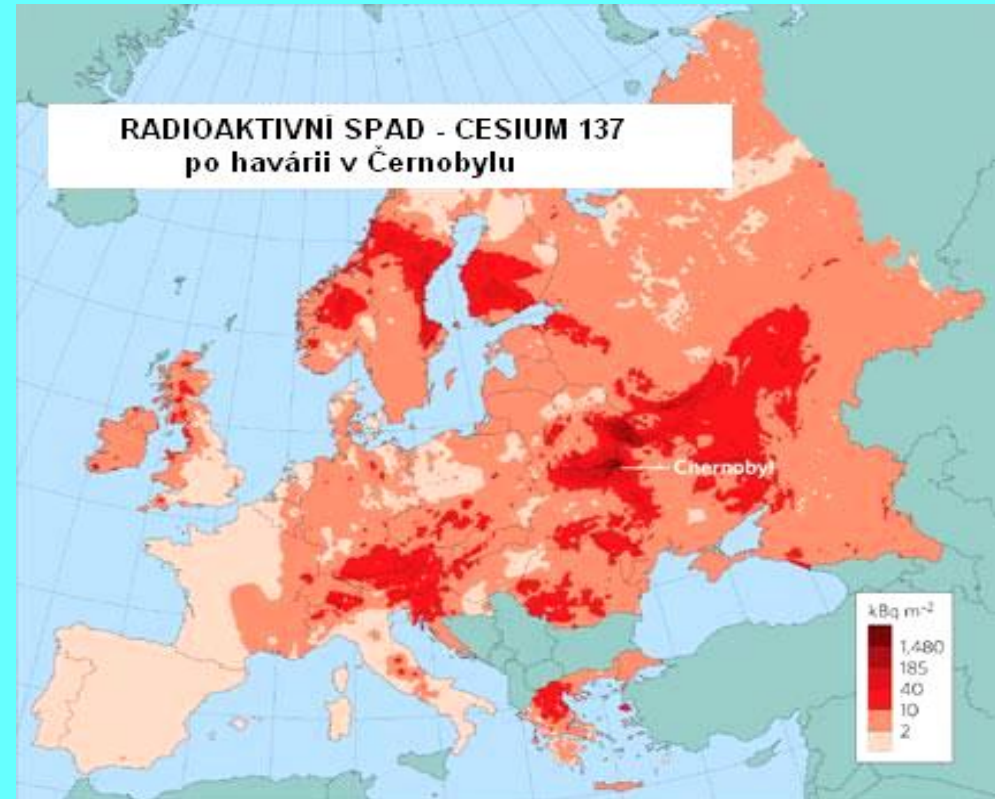 RADIOAKTIVNÍ SPAD - CESIUM 137
po havárii v Černobylu
Chernobyl
kBq m⁻²
1,480
185
40
10
2